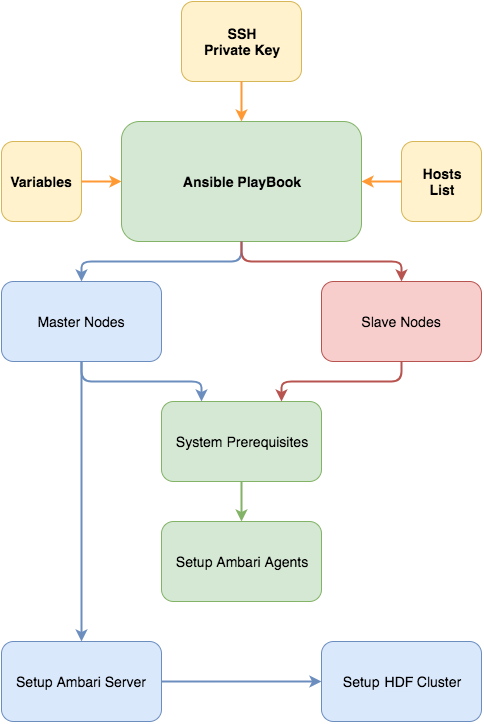 SSH
Private Key
Variables
Ansible PlayBook
Hosts
List
Master Nodes
Slave Nodes
System Prerequisites
Setup Ambari Agents
Setup Ambari Server
Setup HDF Cluster